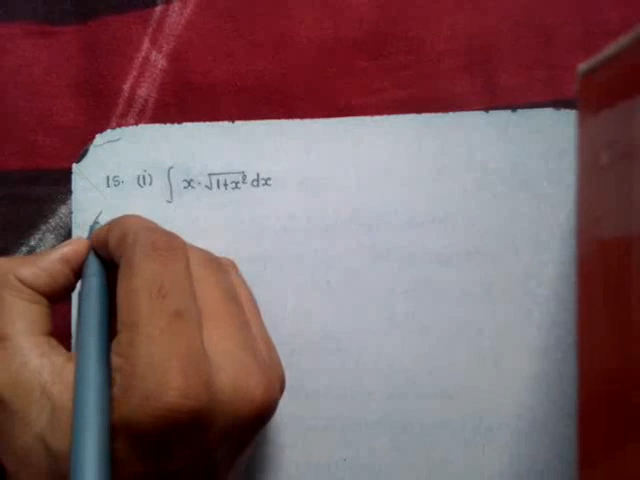 15. (i) ∫ x · √1+x² dx